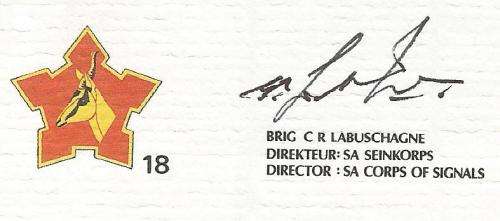 18
BRIG C R LABUSCHAGNE
DIREKTEUR: SA SEINKORPS
DIRECTOR : SA CORPS OF SIGNALS